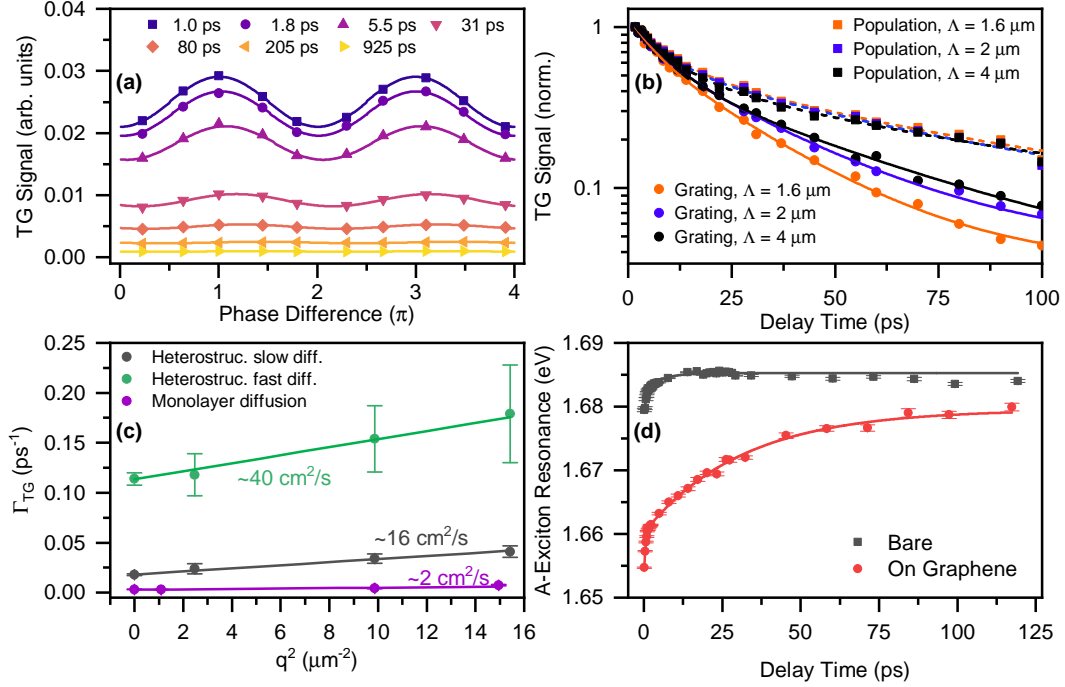 1.0 ps 1.8 ps 5.5 ps 31 ps
80 ps 205 ps 925 ps
(a)
TG Signal (arb. units)
0.04
0.03
0.02
0.01
0.00
0 1 2 3 4
Phase Difference (π)
(b)
Population, Λ = 1.6 μm
Population, Λ = 2 μm
Population, Λ = 4 μm
Grating, Λ = 1.6 μm
Grating, Λ = 2 μm
Grating, Λ = 4 μm
TG Signal (norm.)
1
0.1
0 25 50 75 100
Delay Time (ps)
Heterostruc. slow diff.
Heterostruc. fast diff.
Monolayer diffusion
(c)
~40 cm²/s
~16 cm²/s
~2 cm²/s
Γ_TG (ps⁻¹)
0.25
0.20
0.15
0.10
0.05
0.00
0 2 4 6 8 10 12 14 16
q² (μm⁻²)
(d)
A-Exciton Resonance (eV)
1.69
1.68
1.67
1.66
1.65
Bare
On Graphene
0 25 50 75 100 125
Delay Time (ps)